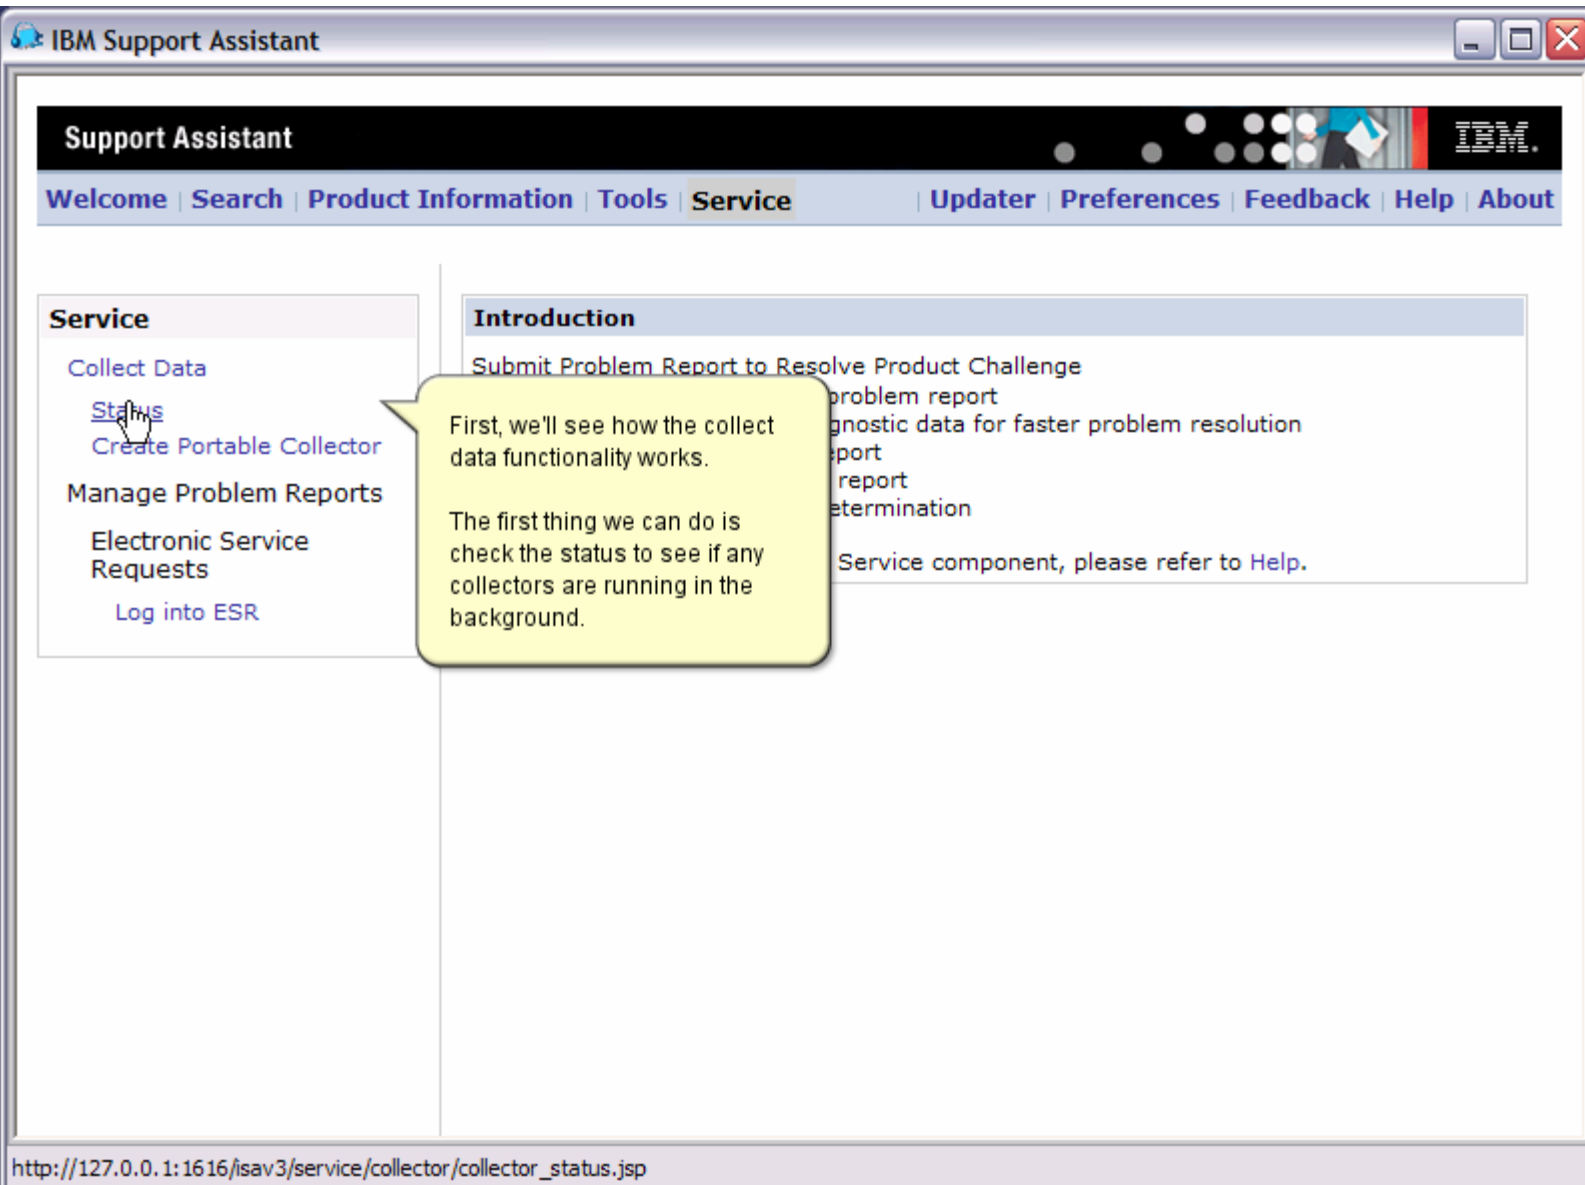 IBM Support Assistant
Support Assistant
IBM.
Welcome | Search | Product Information | Tools | Service | Updater | Preferences | Feedback | Help | About
Service
Collect Data
Status
Create Portable Collector
Manage Problem Reports
Electronic Service
Requests
Log into ESR
Introduction
Submit Problem Report to Resolve Product Challenge
problem report
data for faster problem resolution
report
Service component, please refer to Help.
First, we'll see how the collect
data functionality works.
The first thing we can do is
check the status to see if any
collectors are running in the
background.
http://127.0.0.1:1616/isav3/service/collector/collector_status.jsp